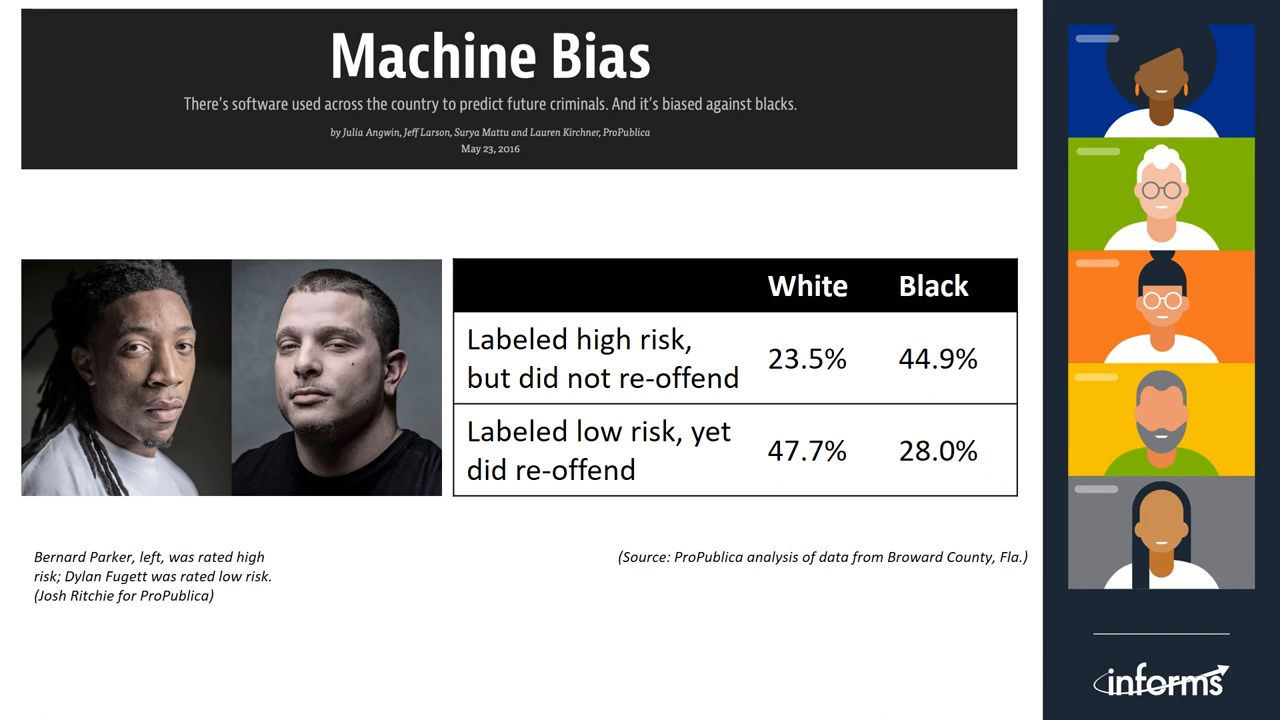 Machine Bias
There's software used across the country to predict future criminals. And it's biased against blacks.
by Julia Angwin, Jeff Larson, Surya Mattu and Lauren Kirchner, ProPublica
May 23, 2016
White Black
Labeled high risk,
but did not re-offend 23.5% 44.9%
Labeled low risk, yet
did re-offend 47.7% 28.0%
Bernard Parker, left, was rated high
risk; Dylan Fugett was rated low risk.
(Josh Ritchie for ProPublica)
(Source: ProPublica analysis of data from Broward County, Fla.)
informs